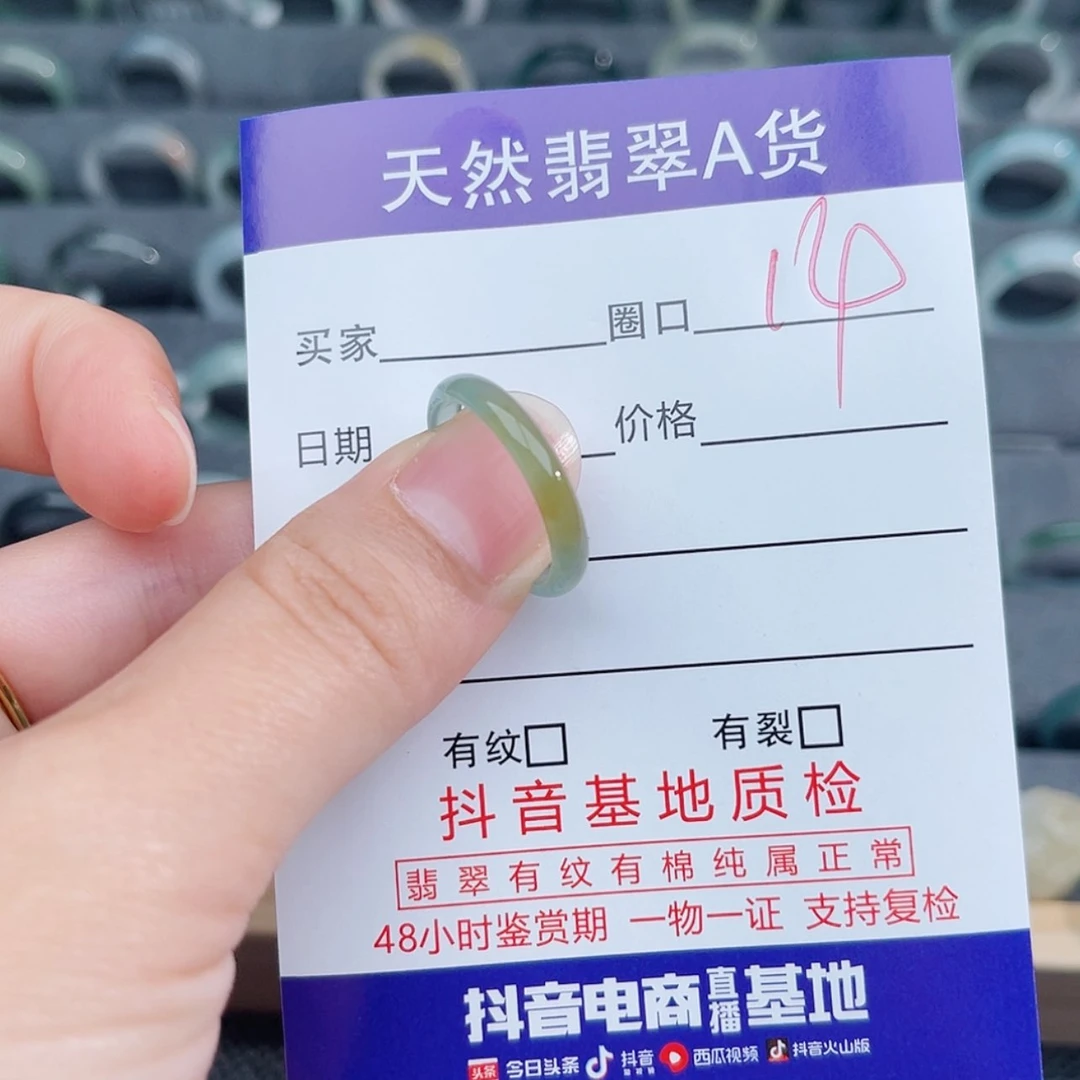 天然翡翠A货
买家 圈口 14
日期 价格
有纹 有裂
抖音基地质检
翡翠有纹有棉纯属正常
48小时鉴赏期 一物一证 支持复检
抖音电商直播基地
头条 今日头条 抖音 西瓜视频 抖音火山版